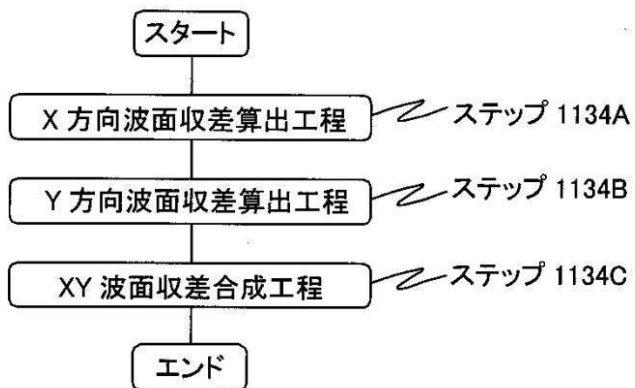 スタート
X 方向波面収差算出工程 ステップ 1134A
Y 方向波面収差算出工程 ステップ 1134B
XY 波面収差合成工程 ステップ 1134C
エンド